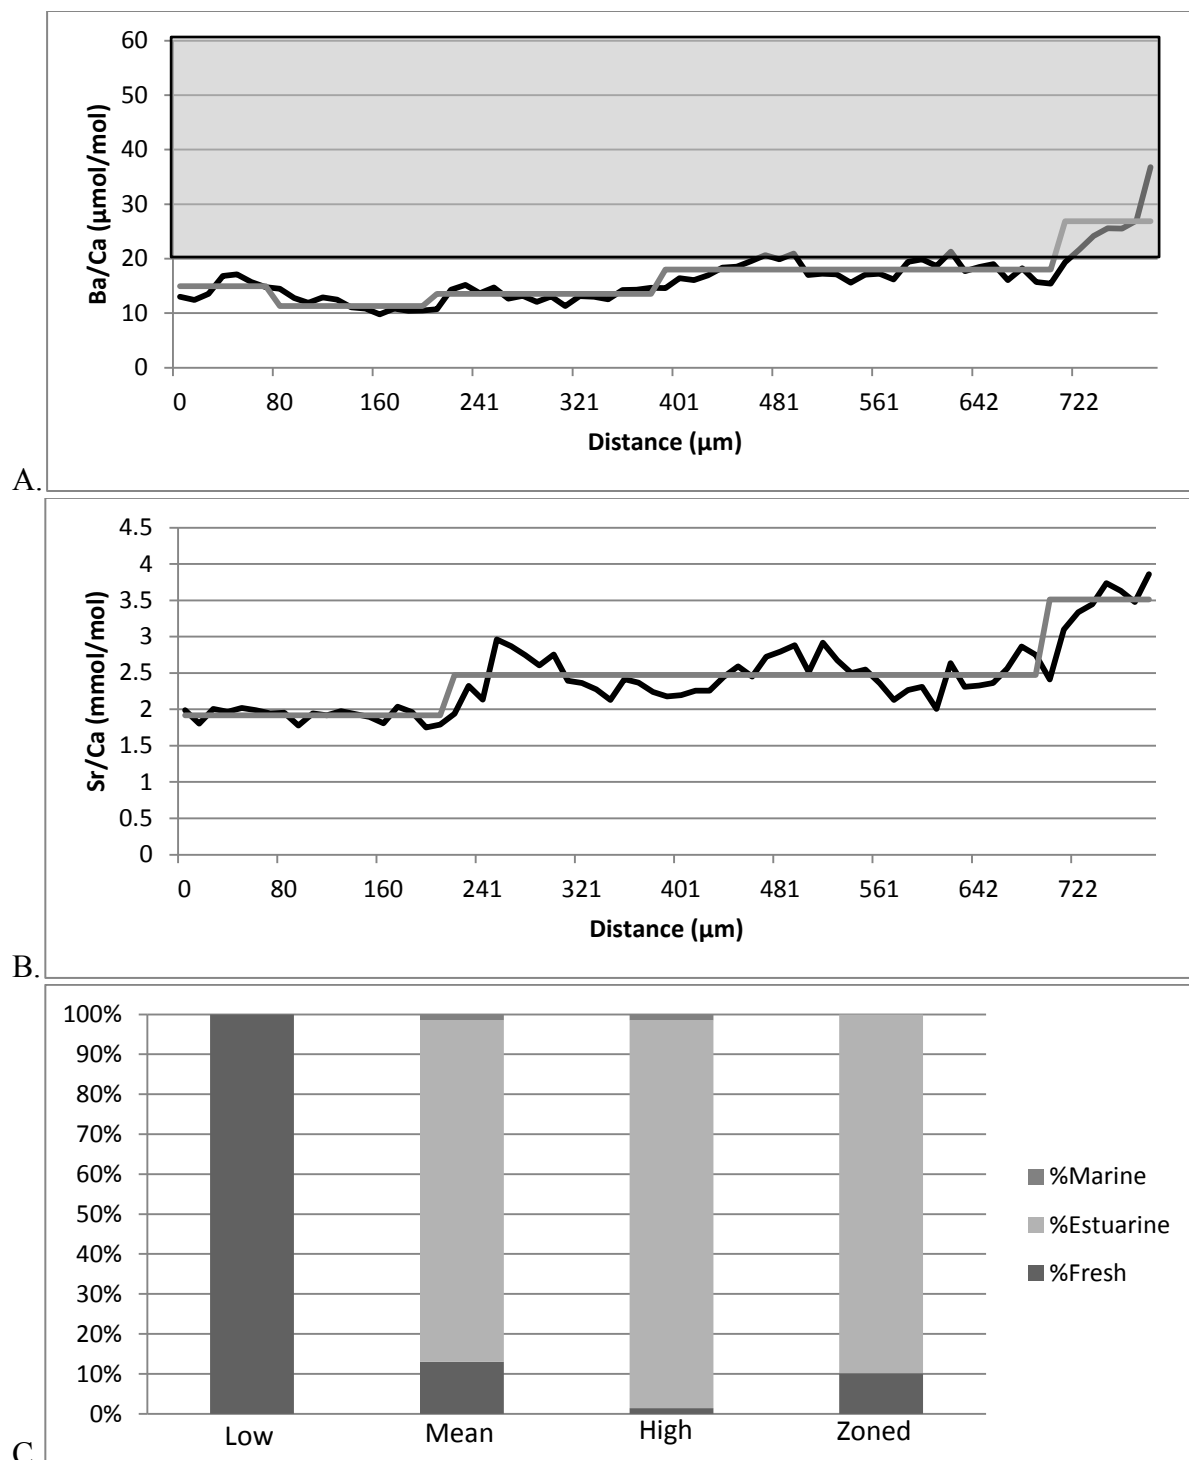 60
50
40
30
20
10
0
Ba/Ca (µmol/mol)
0 80 160 241 321 401 481 561 642 722
Distance (µm)
A.
4.5
4
3.5
3
2.5
2
1.5
1
0.5
0
Sr/Ca (mmol/mol)
0 80 160 241 321 401 481 561 642 722
Distance (µm)
B.
100%
90%
80%
70%
60%
50%
40%
30%
20%
10%
0%
Low Mean High Zoned
%Marine
%Estuarine
%Fresh
C